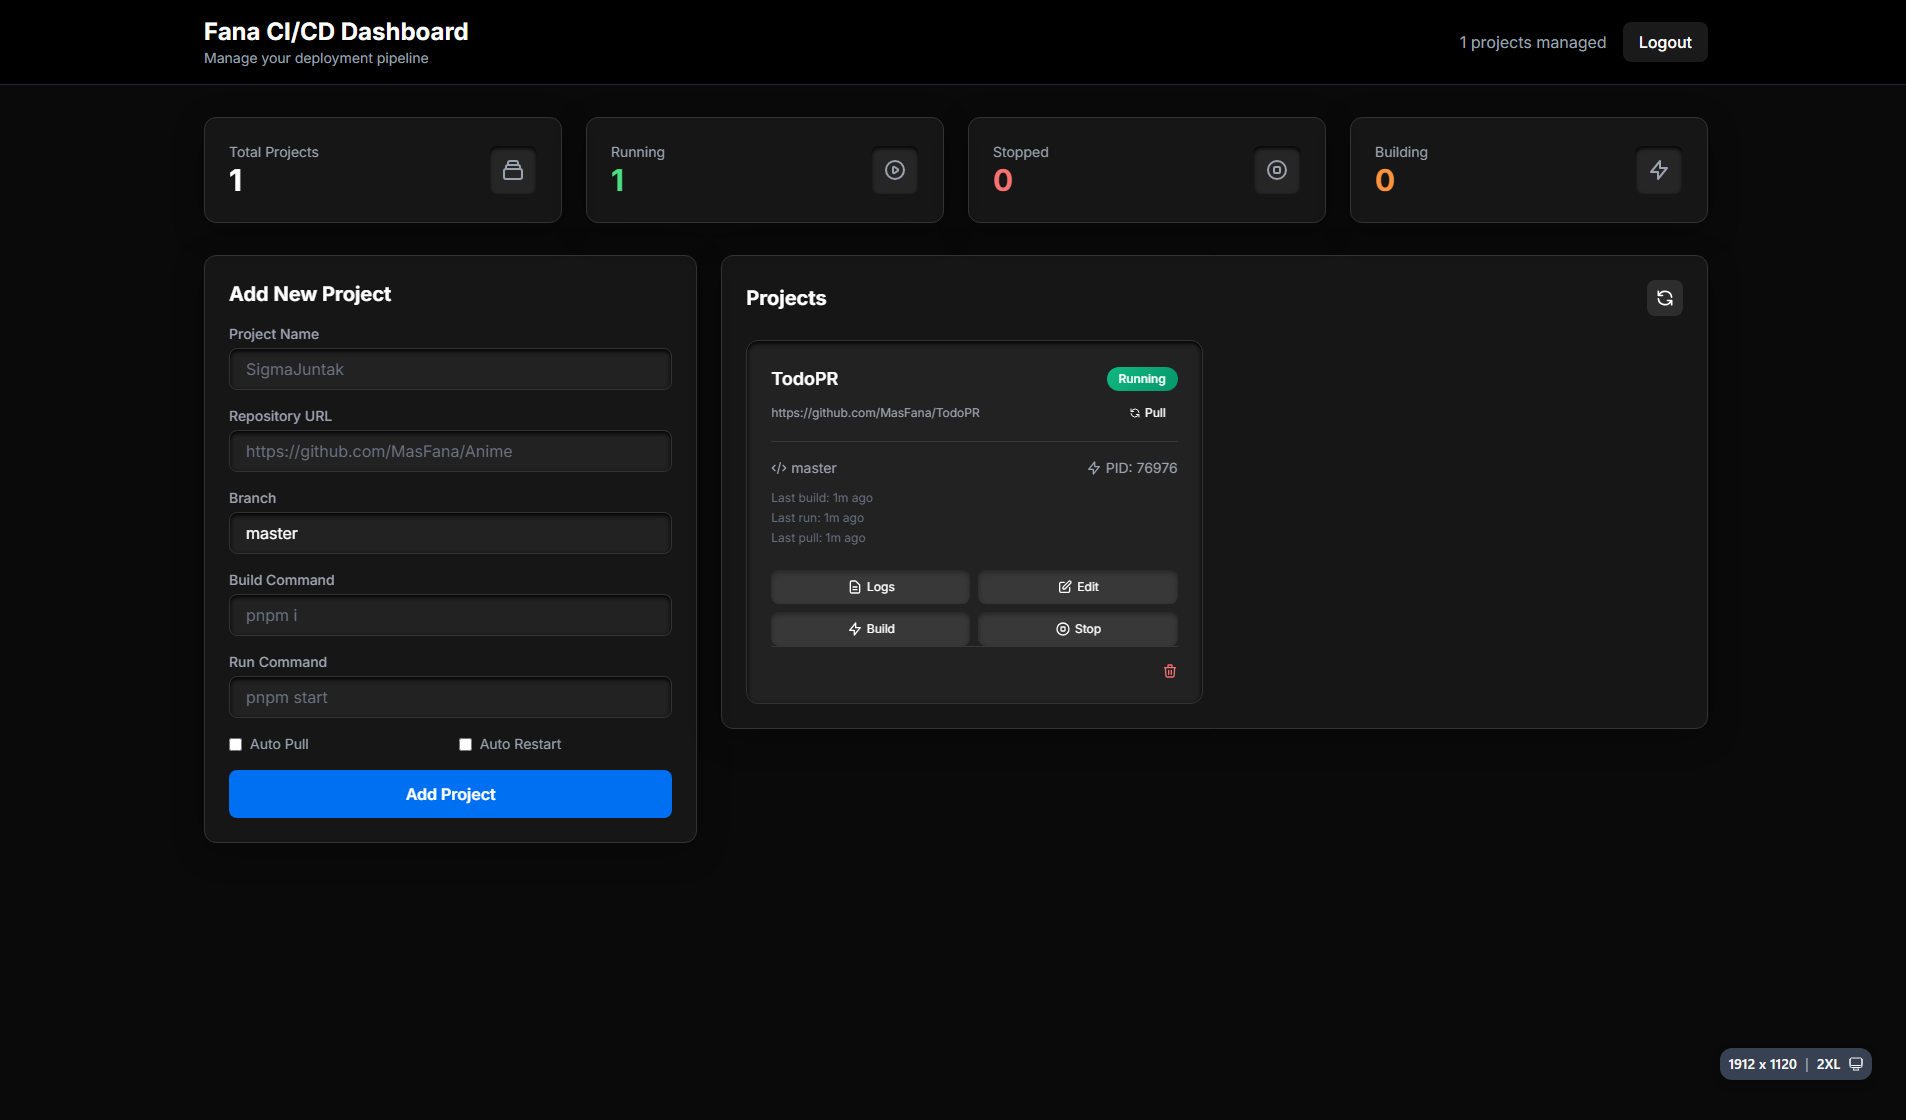 Fana CI/CD Dashboard
Manage your deployment pipeline
1 projects managed
Logout
Total Projects
1
Running
1
Stopped
0
Building
0
Add New Project
Project Name
SigmaJuntak
Repository URL
https://github.com/MasFana/Anime
Branch
master
Build Command
pnpm i
Run Command
pnpm start
Auto Pull
Auto Restart
Add Project
Projects
TodoPR
Running
https://github.com/MasFana/TodoPR
Pull
master
PID: 76976
Last build: 1m ago
Last run: 1m ago
Last pull: 1m ago
Logs
Edit
Build
Stop
1912 x 1120 | 2XL